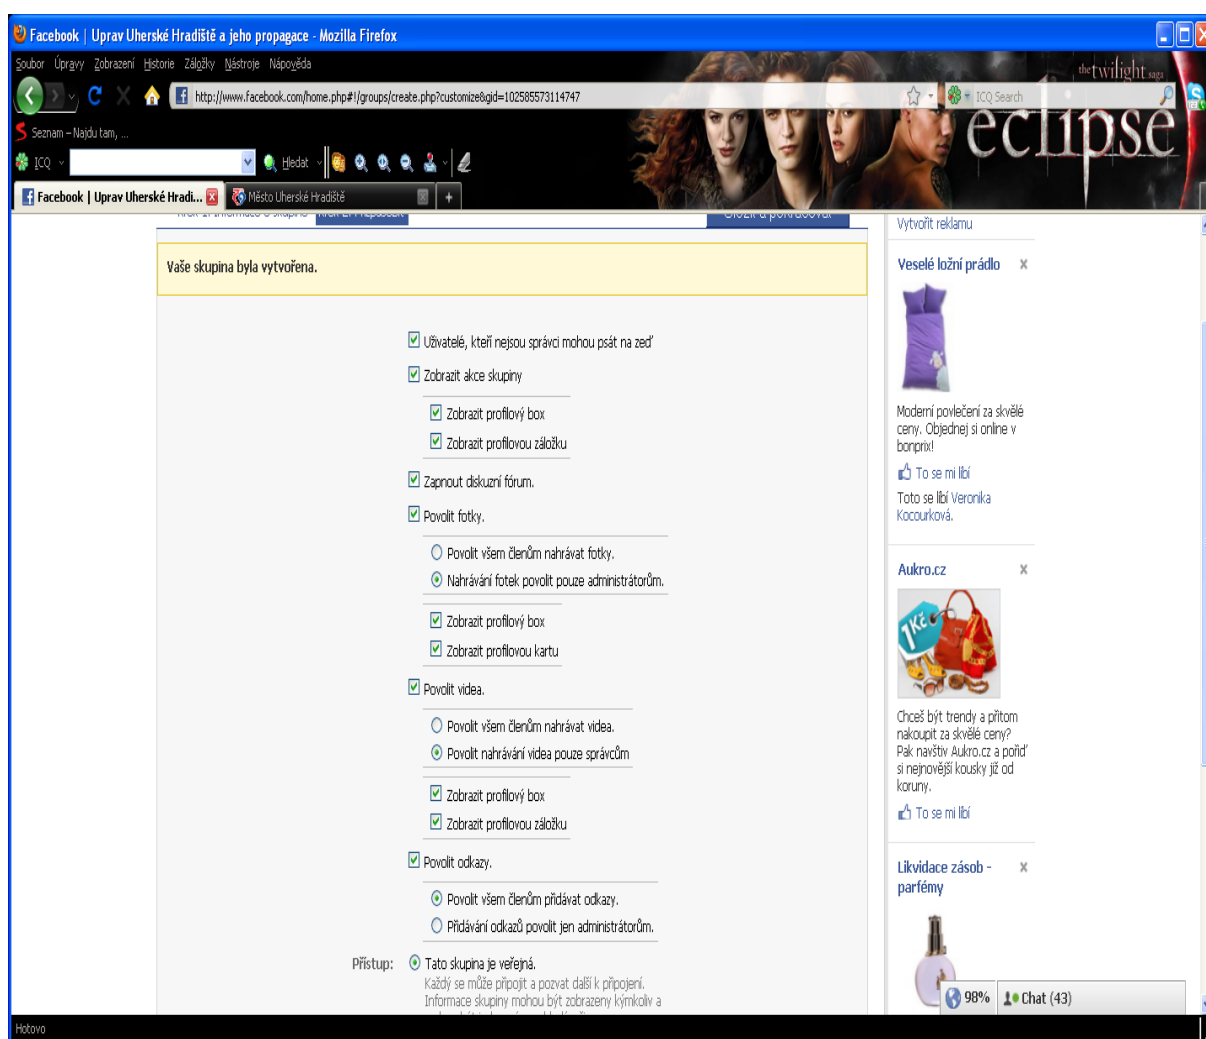 Facebook | Uprav Uherské Hradiště a jeho propagace - Mozilla Firefox
Soubor Úpravy Zobrazení Historie Záložky Nástroje Nápověda
the twilight saga
eclipse
http://www.facebook.com/home.php#!/groups/create.php?customize&gid=102585573114747
ICQ Search
Seznam – Najdu tam, ...
ICQ
Hledat
Facebook | Uprav Uherské Hradi...
Město Uherské Hradiště
Vytvořit reklamu
Vaše skupina byla vytvořena.
Uživatelé, kteří nejsou správci mohou psát na zeď
Zobrazit akce skupiny
Zobrazit profilový box
Zobrazit profilovou záložku
Zapnout diskuzní fórum.
Povolit fotky.
Povolit všem členům nahrávat fotky.
Nahrávání fotek povolit pouze administrátorům.
Zobrazit profilový box
Zobrazit profilovou kartu
Povolit videa.
Povolit všem členům nahrávat videa.
Povolit nahrávání videa pouze správcům
Zobrazit profilový box
Zobrazit profilovou záložku
Povolit odkazy.
Povolit všem členům přidávat odkazy.
Přidávání odkazů povolit jen administrátorům.
Přístup:
Tato skupina je veřejná.
Každý se může připojit a pozvat další k připojení.
Informace skupiny mohou být zobrazeny kýmkoliv a
Veselé ložní prádlo
Moderní povlečení za skvělé
ceny. Objednej si online v
bonprix!
To se mi líbí
Toto se líbí Veronika
Kocourková.
Aukro.cz
1Kč
Chceš být trendy a přitom
nakoupit za skvělé ceny?
Pak navštiv Aukro.cz a pořiď
si nejnovější kousky již od
koruny.
To se mi líbí
Likvidace zásob -
parfémy
98%
Chat (43)
Hotovo